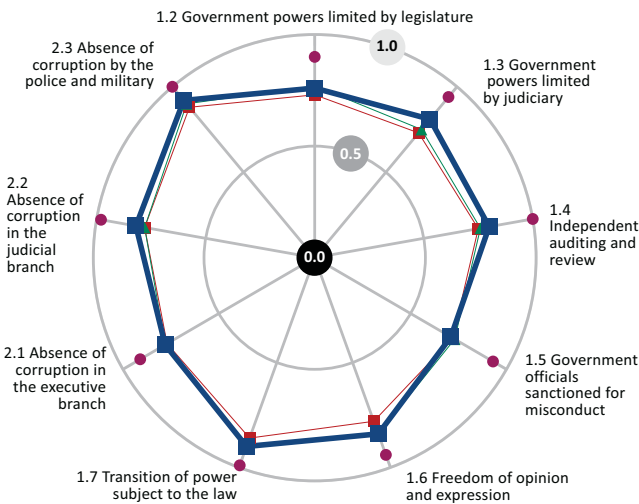 1.2 Government powers limited by legislature
1.0
2.3 Absence of
corruption by the
police and military
1.3 Government
powers limited
by judiciary
0.5
2.2
Absence of
corruption
in the
judicial
branch
1.4
Independent
auditing and
review
0.0
2.1 Absence of
corruption in
the executive
branch
1.5 Government
officials
sanctioned for
misconduct
1.7 Transition of power
subject to the law
1.6 Freedom of opinion
and expression